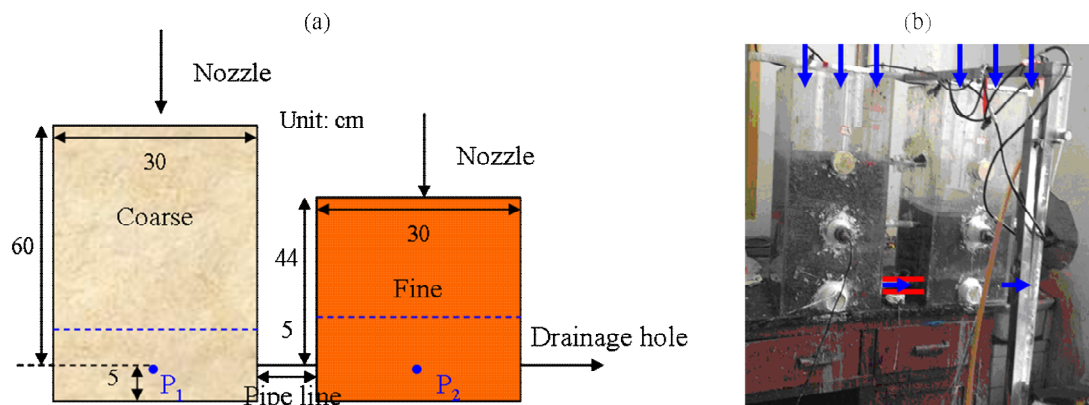 (a)
(b)
Nozzle
Unit: cm
30
Nozzle
Coarse
30
60
44
Fine
5
Drainage hole
5
P1
Pipe line
P2